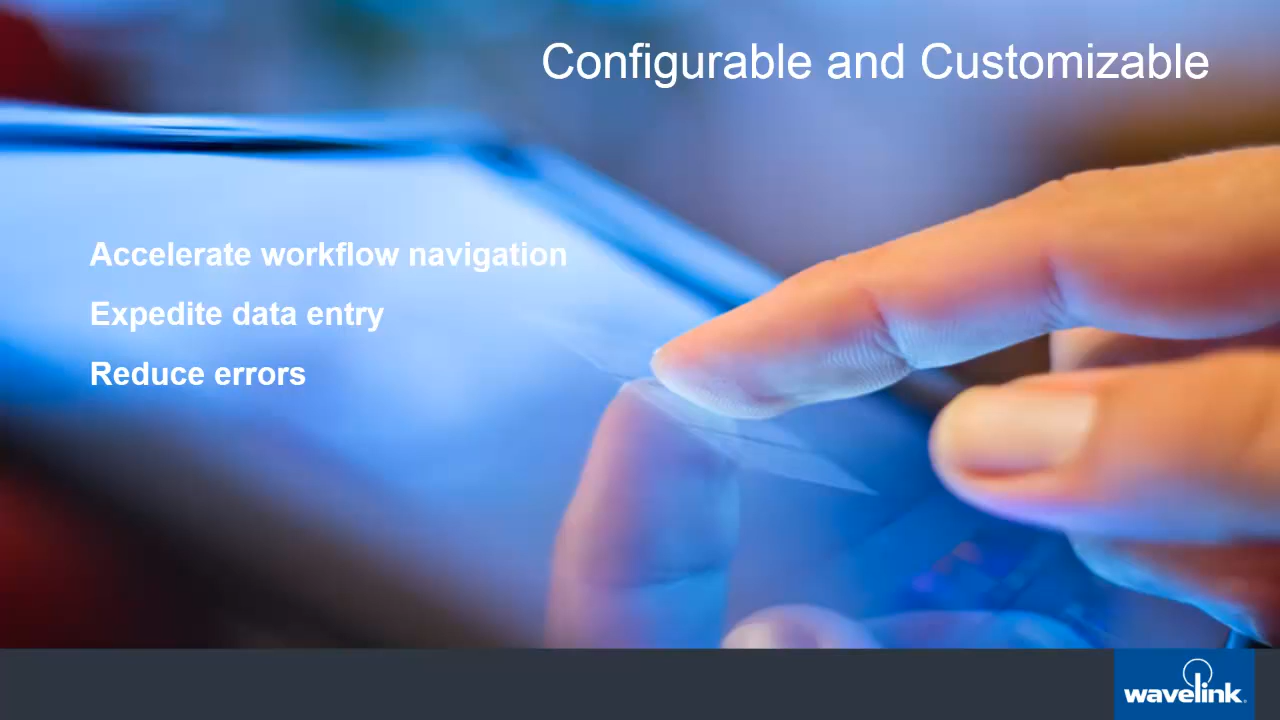 Configurable and Customizable
Accelerate workflow navigation
Expedite data entry
Reduce errors
wavelink